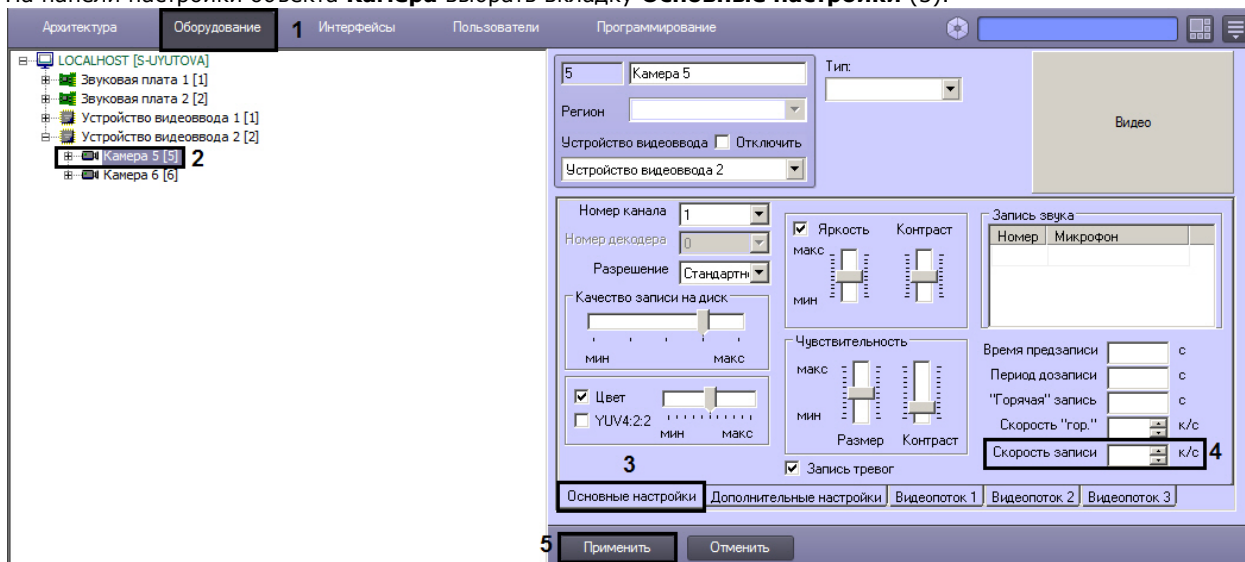 На панели настройки объекта Камера выбрать вкладку Основные настройки (3).
Архитектура Оборудование 1 Интерфейсы Пользователи Программирование
LOCALHOST [S-UYUTOVA]
Звуковая плата 1 [1]
Звуковая плата 2 [2]
Устройство видеоввода 1 [1]
Устройство видеоввода 2 [2]
Камера 5 [5] 2
Камера 6 [6]
5 Камера 5
Тип:
Регион
Устройство видеоввода Отключить
Устройство видеоввода 2
Видео
Номер канала 1
Номер декодера 0
Разрешение Стандартн
Качество записи на диск
мин макс
Цвет
YUV4:2:2
мин макс
3
Яркость Контраст
макс
мин
Чувствительность
макс
мин
Размер Контраст
Запись тревог
Запись звука
Номер Микрофон
Время предзаписи с
Период дозаписи с
"Горячая" запись с
Скорость "гор." к/с
Скорость записи к/с 4
Основные настройки Дополнительные настройки Видеопоток 1 Видеопоток 2 Видеопоток 3
5 Применить Отменить